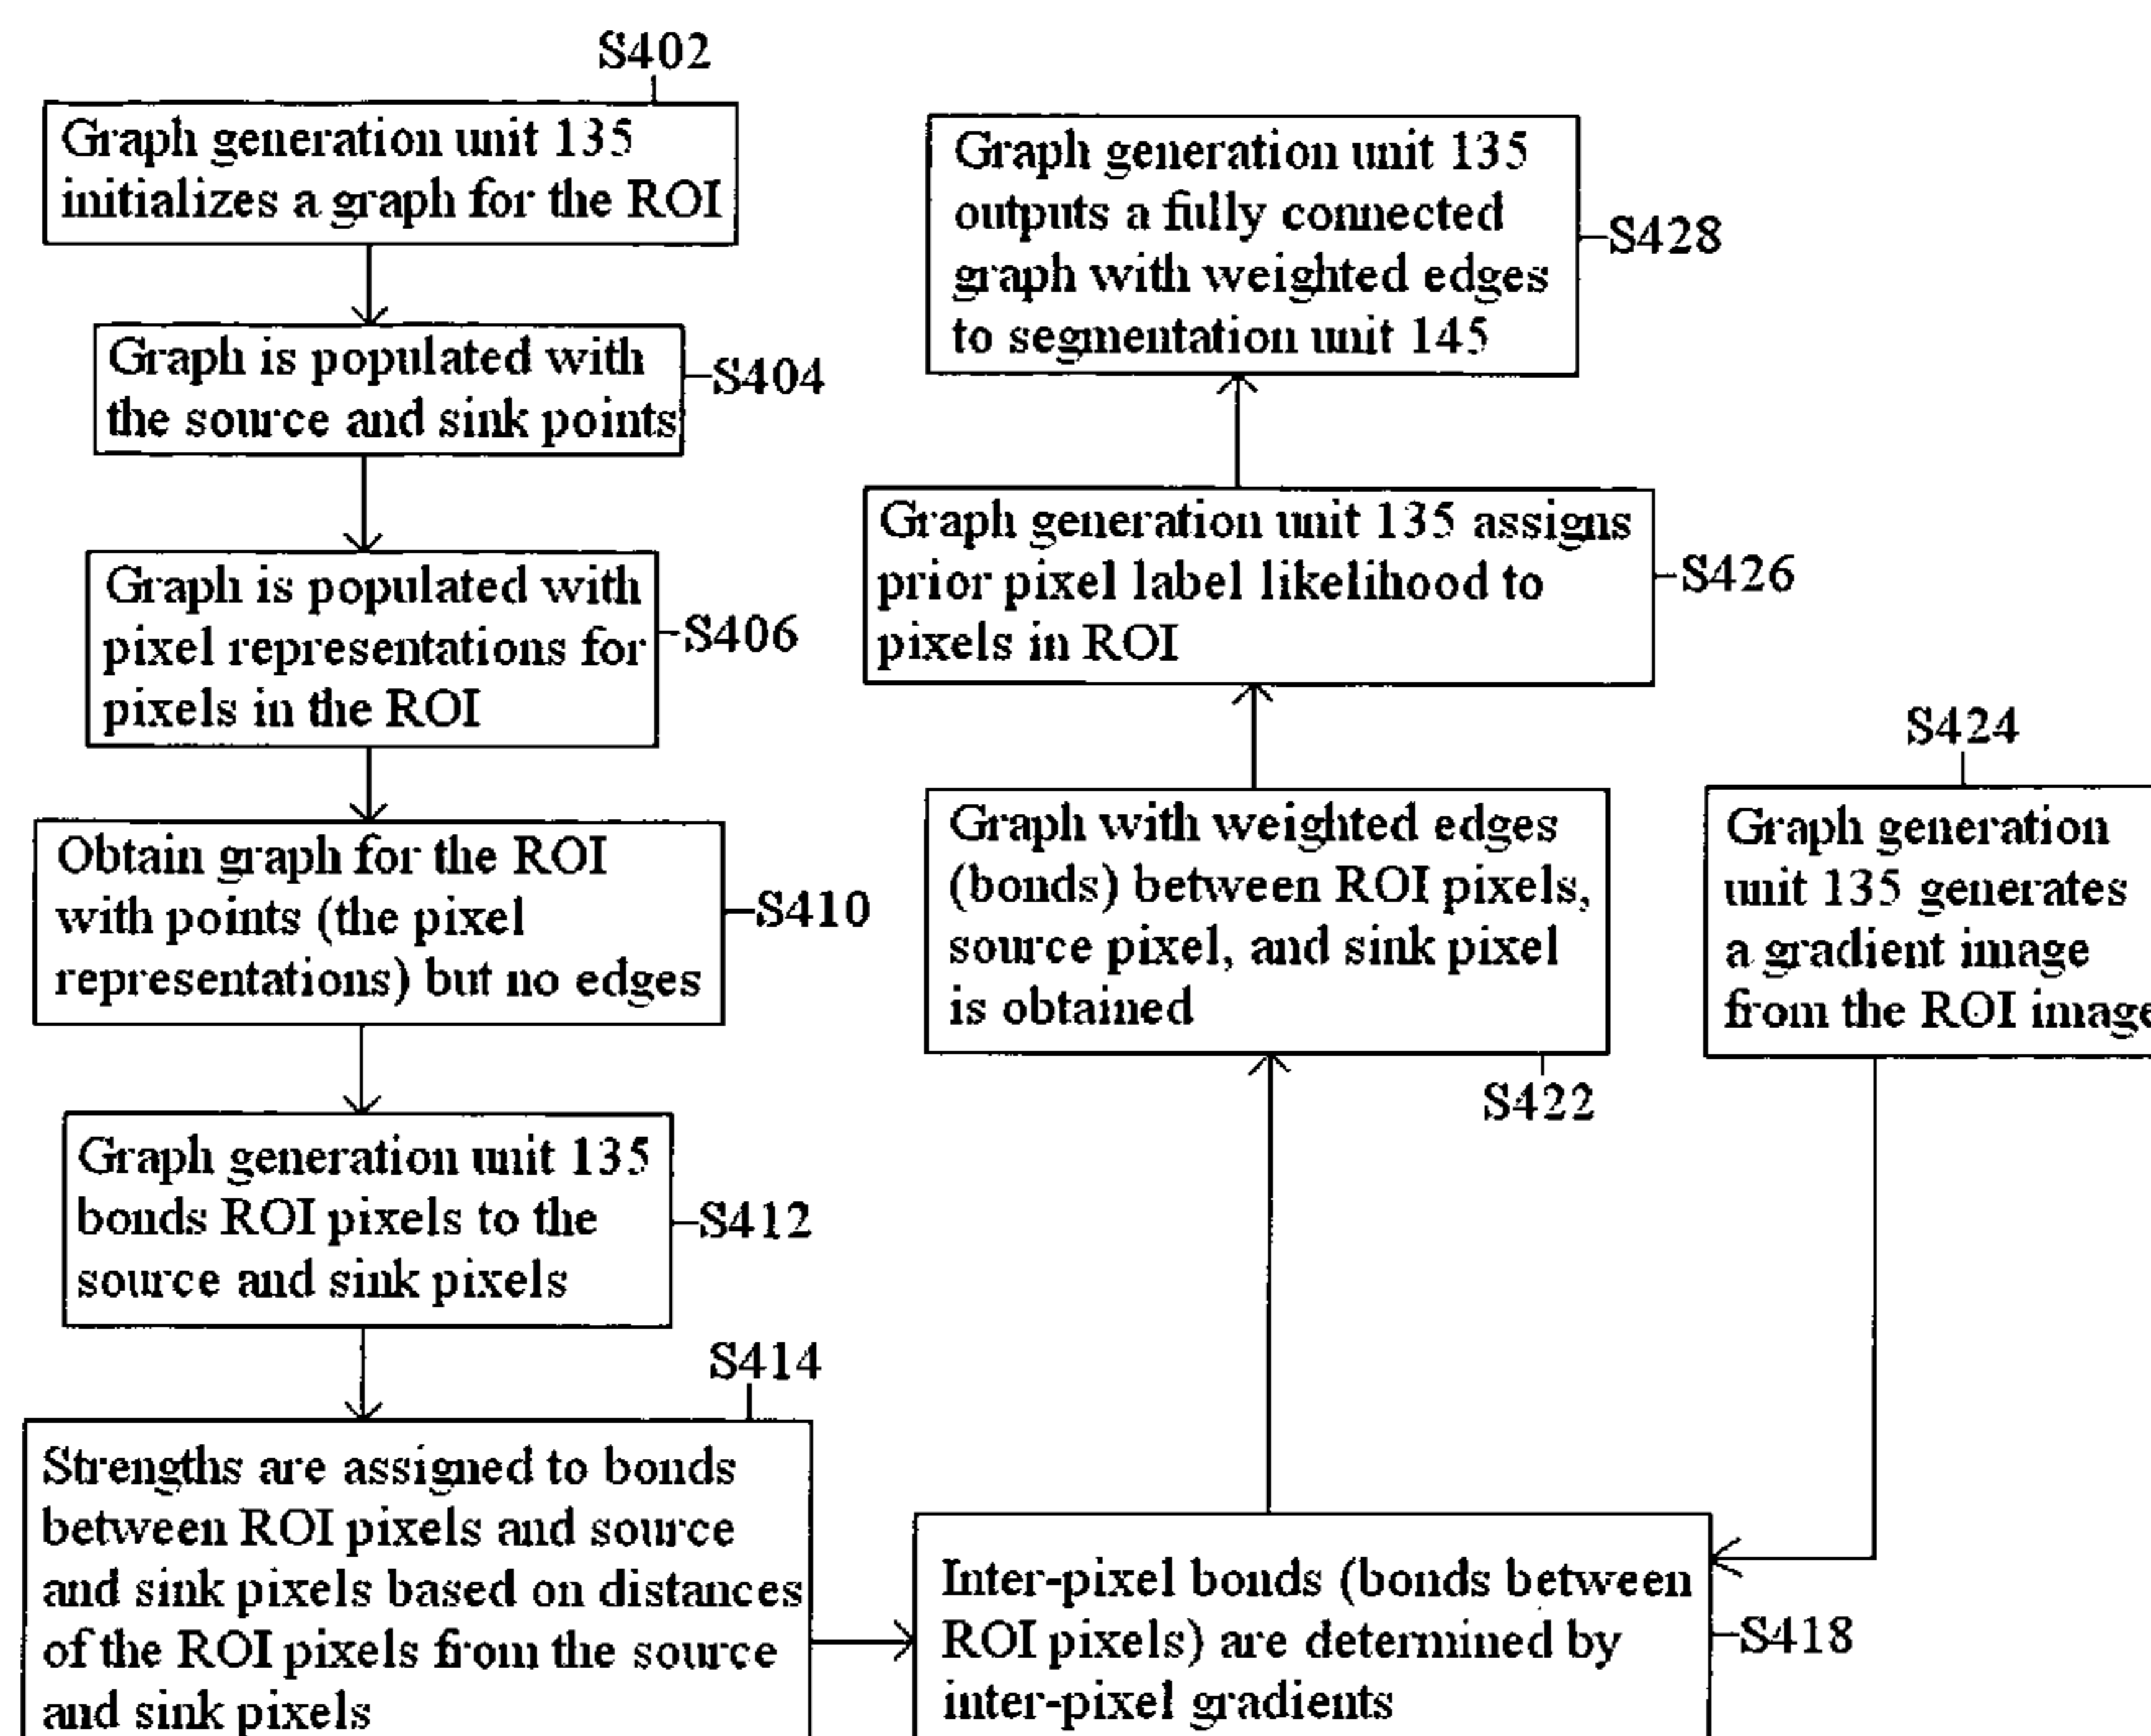 S402
Graph generation unit 135
initializes a graph for the ROI
Graph is populated with
the source and sink points
S404
Graph is populated with
pixel representations for
pixels in the ROI
S406
Obtain graph for the ROI
with points (the pixel
representations) but no edges
S410
Graph generation unit 135
bonds ROI pixels to the
source and sink pixels
S412
S414
Strengths are assigned to bonds
between ROI pixels and source
and sink pixels based on distances
of the ROI pixels from the source
and sink pixels
Inter-pixel bonds (bonds between
ROI pixels) are determined by
inter-pixel gradients
S418
S424
Graph generation
unit 135 generates
a gradient image
from the ROI image
Graph with weighted edges
(bonds) between ROI pixels,
source pixel, and sink pixel
is obtained
S422
Graph generation unit 135 assigns
prior pixel label likelihood to
pixels in ROI
S426
Graph generation unit 135
outputs a fully connected
graph with weighted edges
to segmentation unit 145
S428